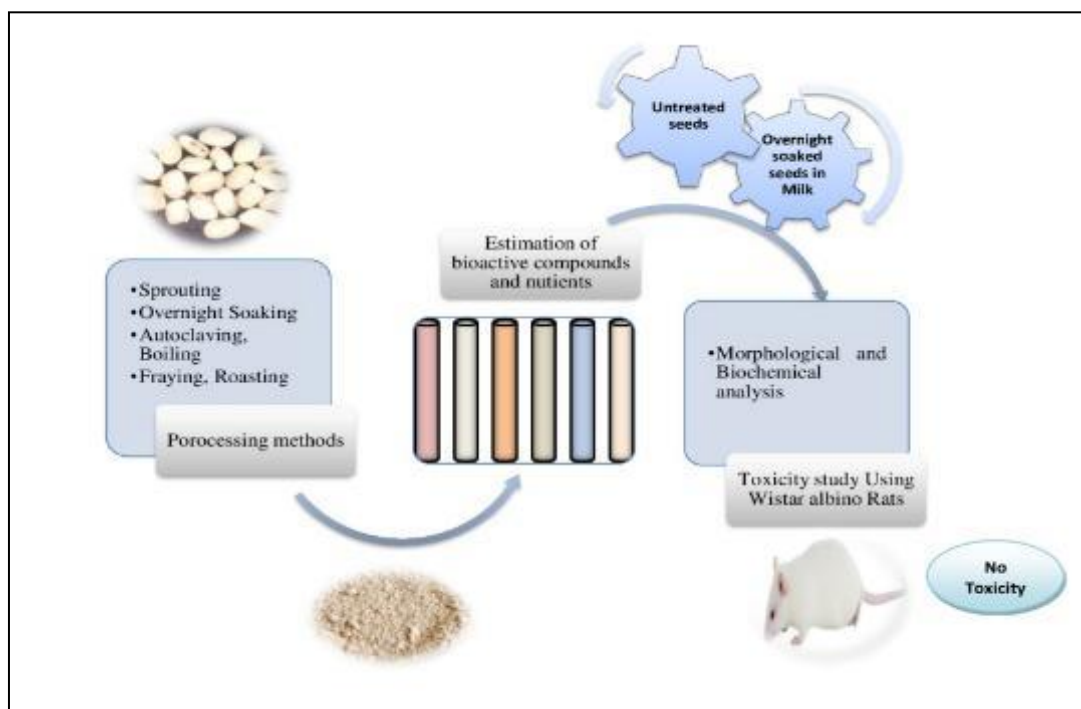 Untreated
seeds
Overnight
soaked
seeds in
Milk
Estimation of
bioactive compounds
and nutients
•Sprouting
•Overnight Soaking
•Autoclaving,
Boiling
•Fraying, Roasting
Porocessing methods
•Morphological and
Biochemical
analysis
Toxicity study Using
Wistar albino Rats
No
Toxicity